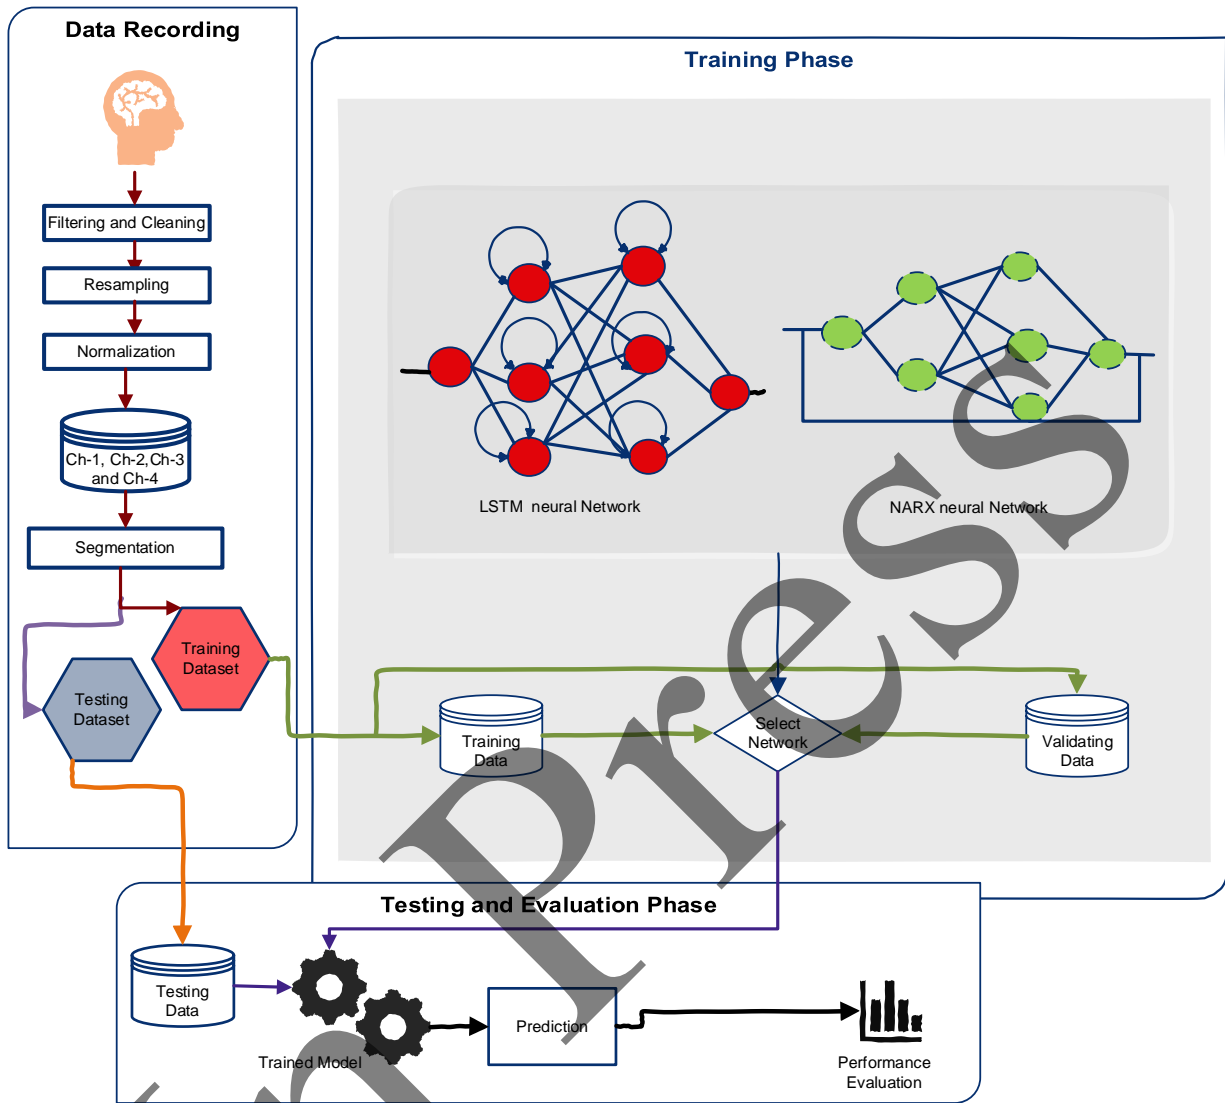 Data Recording
Filtering and Cleaning
Resampling
Normalization
Ch-1, Ch-2,Ch-3
and Ch-4
Segmentation
Training
Dataset
Testing
Dataset
Training Phase
LSTM neural Network
NARX neural Network
Training
Data
Select
Network
Validating
Data
Testing and Evaluation Phase
Testing
Data
Trained Model
Prediction
Performance
Evaluation
Press